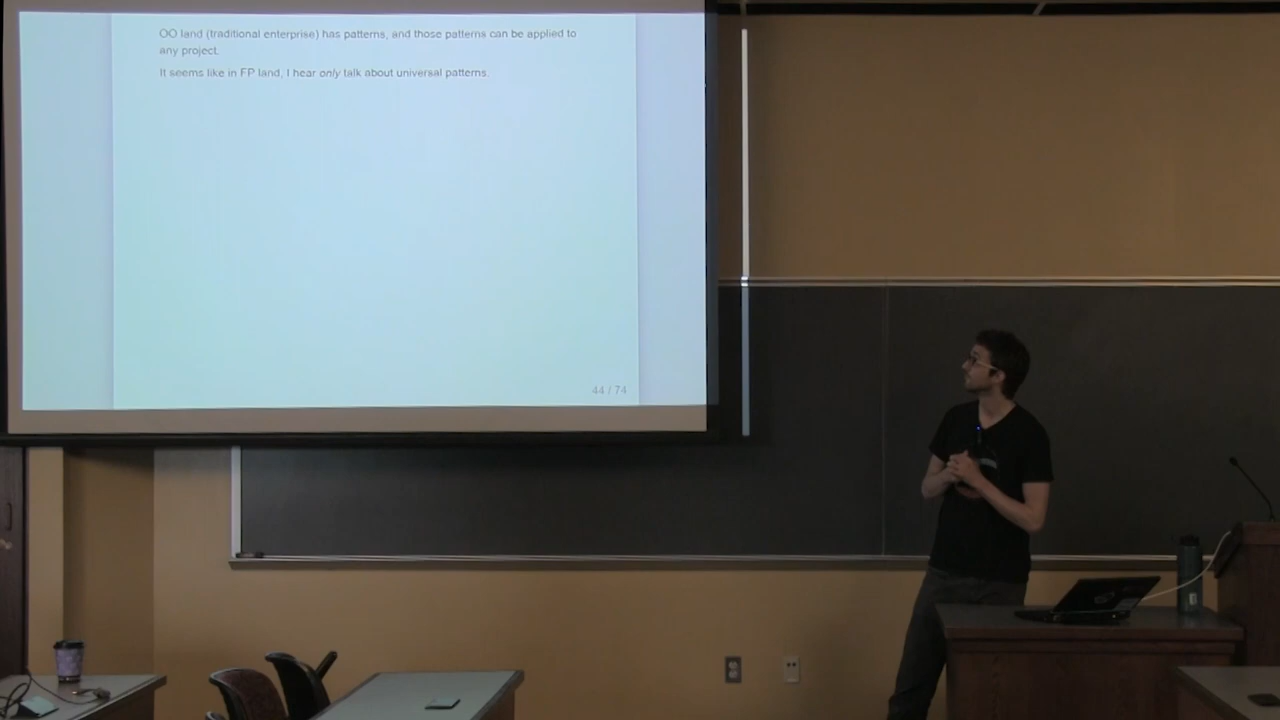 OO land (traditional enterprise) has patterns, and those patterns can be applied to
any project.
It seems like in FP land, I hear only talk about universal patterns.
44 / 74